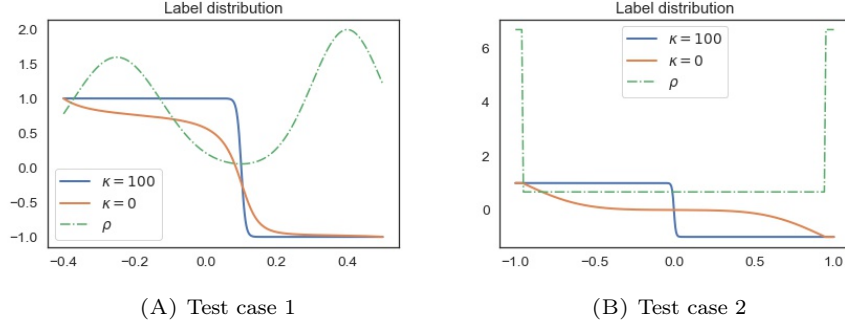 Label distribution
2.0
1.5
1.0
0.5
0.0
−0.5
−1.0
κ = 100
κ = 0
ρ
−0.4 −0.2 0.0 0.2 0.4
(A) Test case 1
Label distribution
6
4
2
0
κ = 100
κ = 0
ρ
−1.0 −0.5 0.0 0.5 1.0
(B) Test case 2